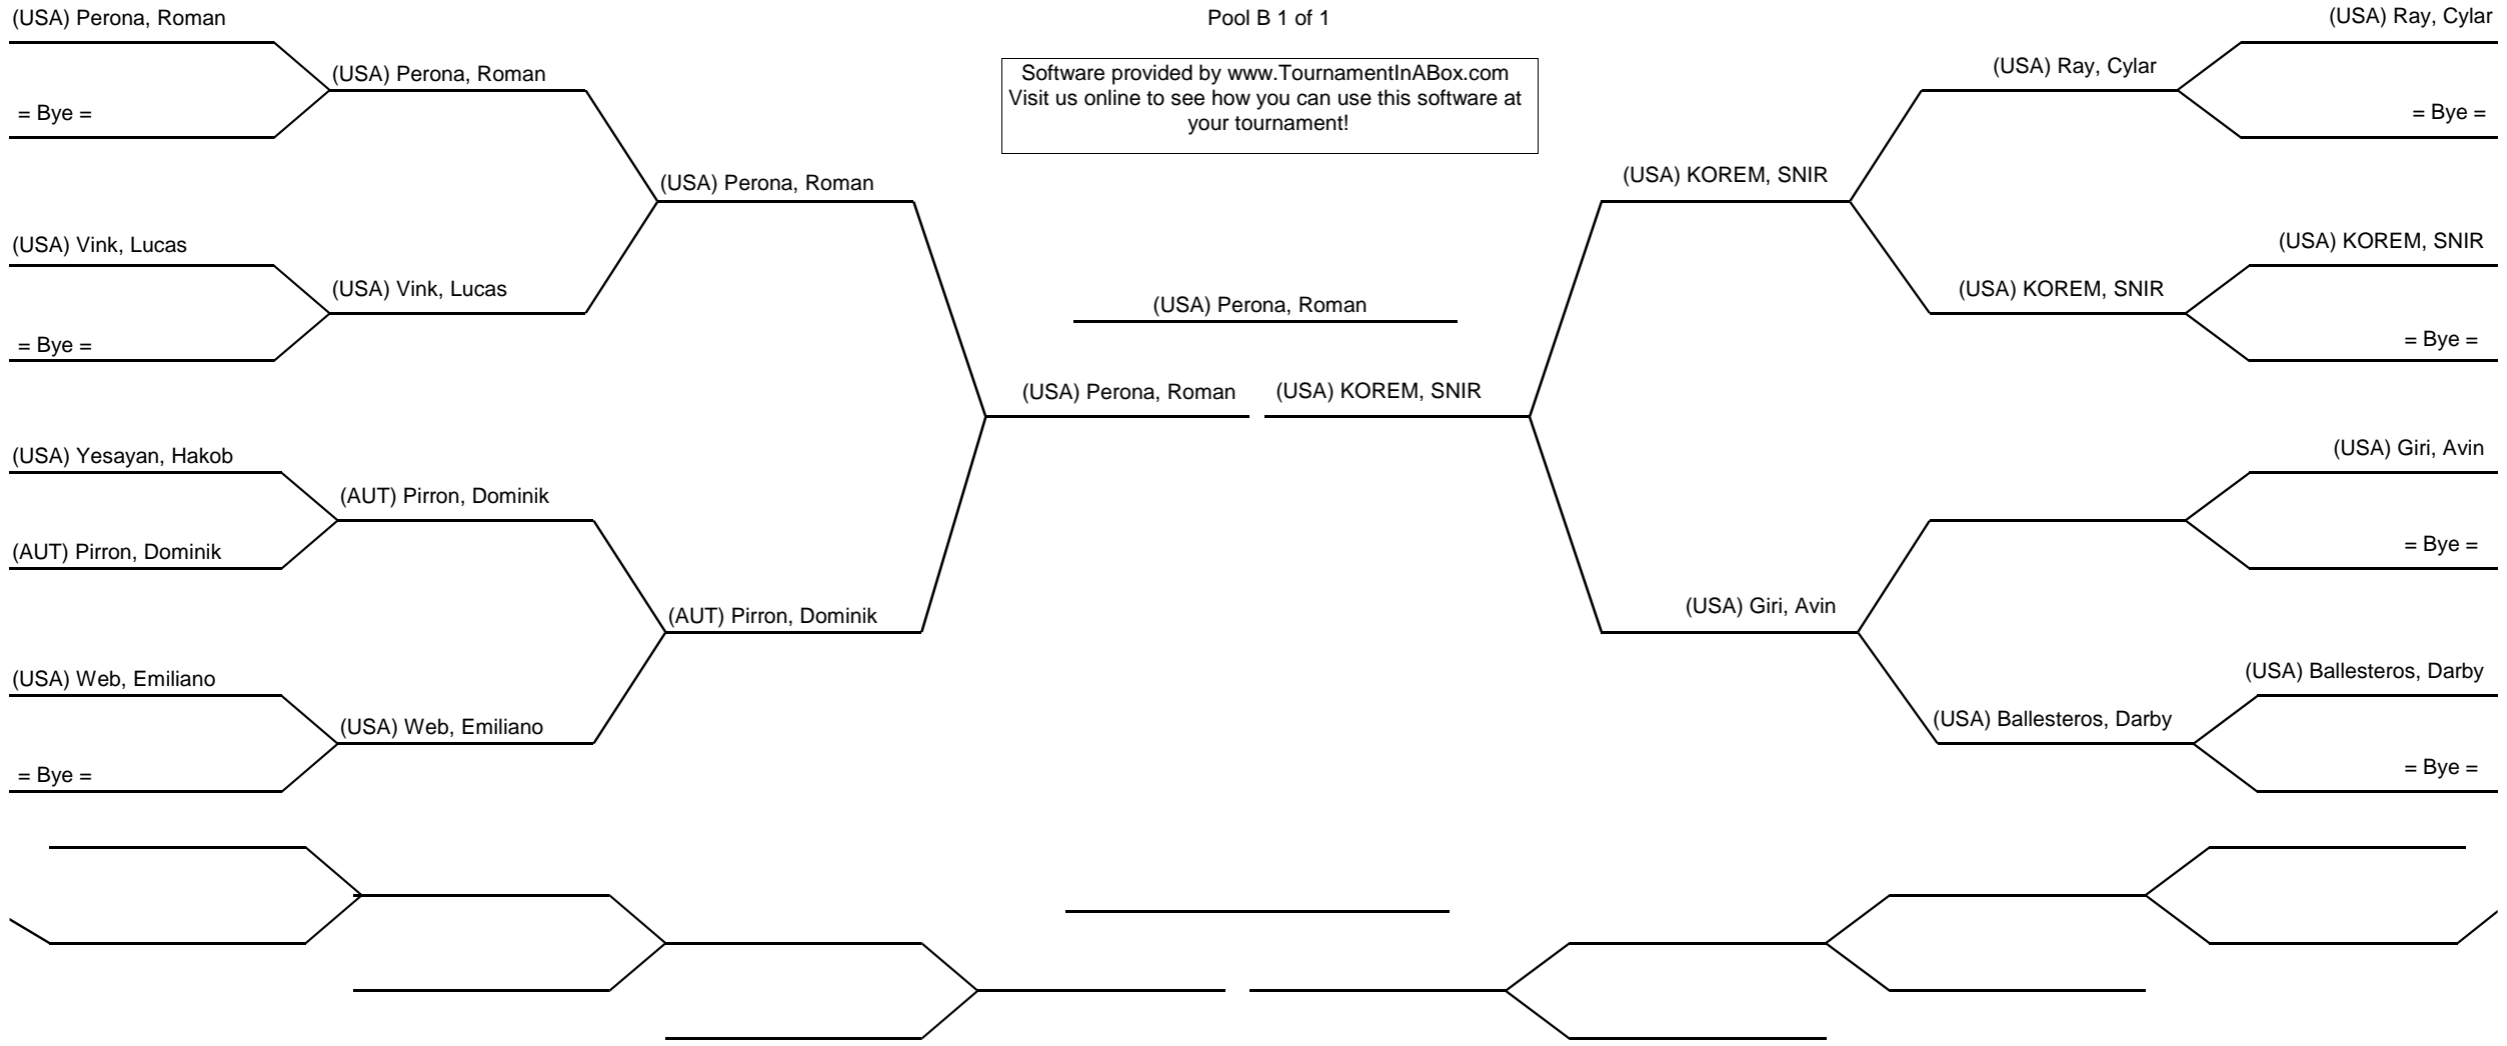 (USA) Perona, Roman
Pool B 1 of 1
(USA) Ray, Cylar
Software provided by www.TournamentInABox.com
Visit us online to see how you can use this software at
your tournament!
(USA) Perona, Roman
(USA) Ray, Cylar
= Bye =
= Bye =
(USA) Perona, Roman
(USA) KOREM, SNIR
(USA) Vink, Lucas
(USA) KOREM, SNIR
(USA) Vink, Lucas
(USA) KOREM, SNIR
(USA) Perona, Roman
= Bye =
= Bye =
(USA) Perona, Roman
(USA) KOREM, SNIR
(USA) Yesayan, Hakob
(USA) Giri, Avin
(AUT) Pirron, Dominik
(AUT) Pirron, Dominik
= Bye =
(AUT) Pirron, Dominik
(USA) Giri, Avin
(USA) Web, Emiliano
(USA) Ballesteros, Darby
(USA) Web, Emiliano
(USA) Ballesteros, Darby
= Bye =
= Bye =